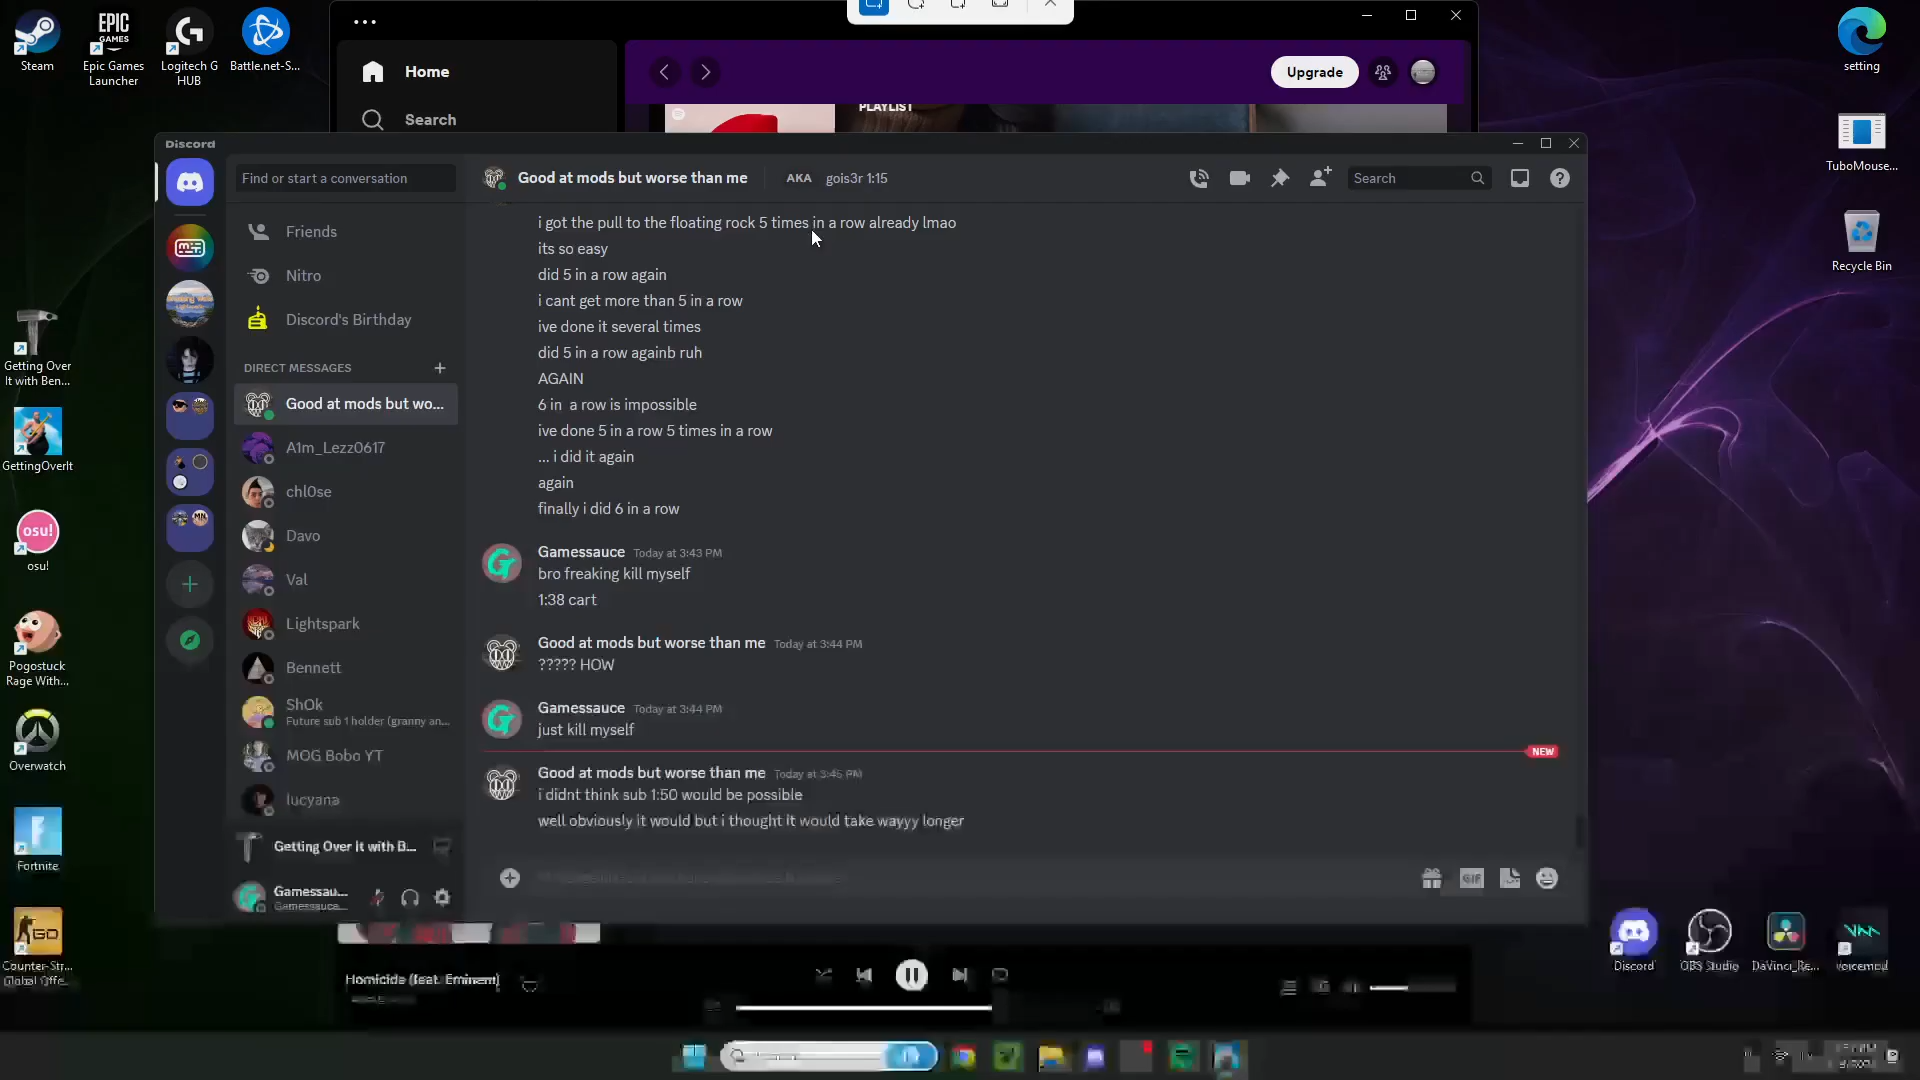 Steam
Epic Games
Launcher
Logitech G
HUB
Battle.net-S...
setting
Home
Search
Upgrade
PLAYLIST
TuboMouse...
Recycle Bin
Discord
Find or start a conversation
Good at mods but worse than me
AKA
gois3r 1:15
Search
Friends
Nitro
Discord's Birthday
DIRECT MESSAGES
Good at mods but wo...
A1m_Lezz0617
chl0se
Davo
Val
Lightspark
Bennett
ShOk
Future sub 1 holder (granny an...
MOG Bobo YT
lucyana
Getting Over It with B...
Gamessau...
Gamessauce...
i got the pull to the floating rock 5 times in a row already lmao
its so easy
did 5 in a row again
i cant get more than 5 in a row
ive done it several times
did 5 in a row againb ruh
AGAIN
6 in a row is impossible
ive done 5 in a row 5 times in a row
... i did it again
again
finally i did 6 in a row
Gamessauce Today at 3:43 PM
bro freaking kill myself
1:38 cart
Good at mods but worse than me Today at 3:44 PM
????? HOW
Gamessauce Today at 3:44 PM
just kill myself
NEW
Good at mods but worse than me Today at 3:45 PM
i didnt think sub 1:50 would be possible
well obviously it would but i thought it would take wayyy longer
GIF
Getting Over
It with Ben...
GettingOverIt
osu!
osu!
Pogostuck
Rage With...
Overwatch
Fortnite
GO
Counter-Str...
Global Offe...
Homicide (feat. Eminem)
Discord
OBS Studio
DaVinci_Re...
Voicemod